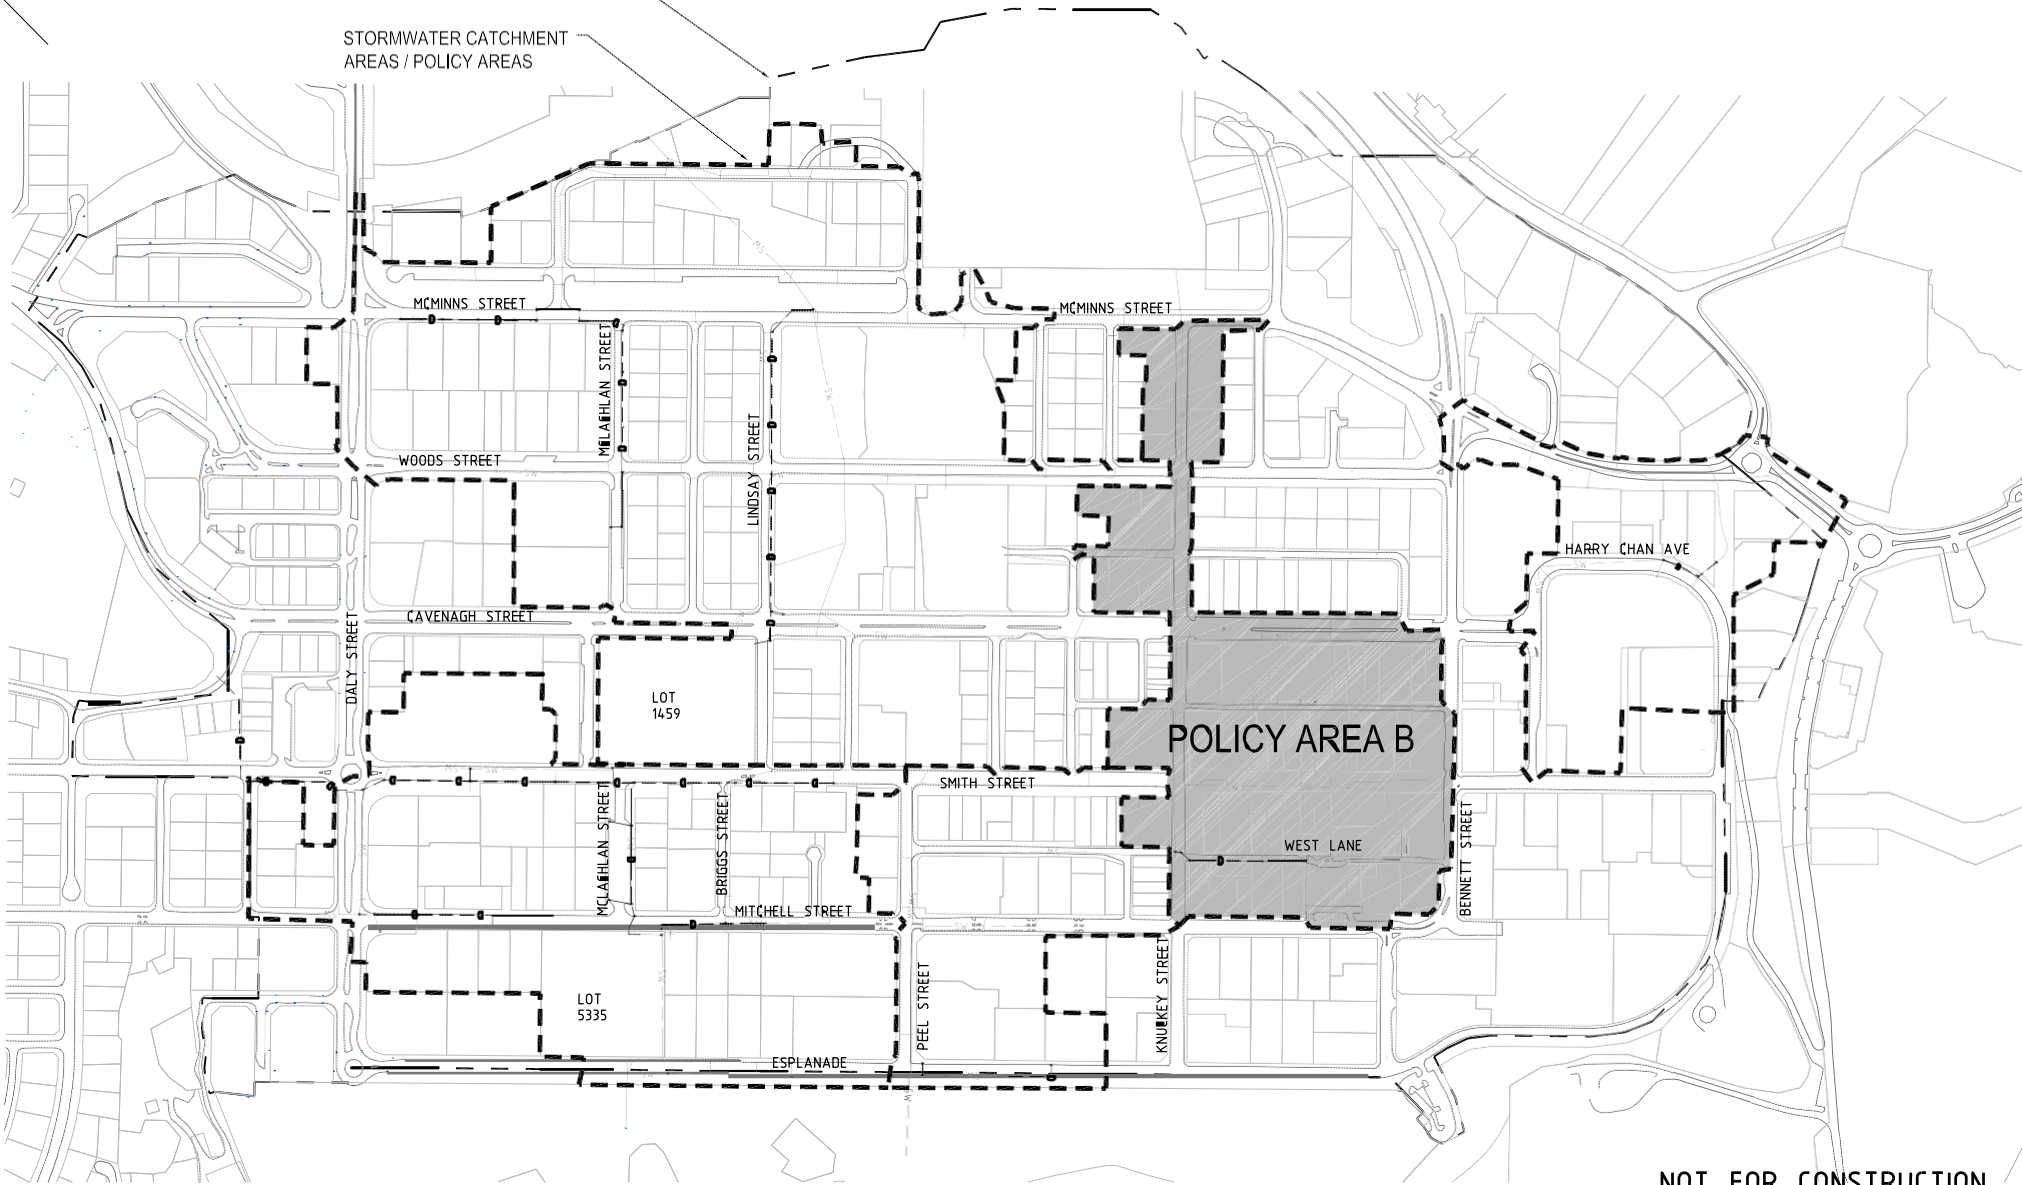 STORMWATER CATCHMENT
AREAS / POLICY AREAS
MCMINNS STREET
MCMINNS STREET
MCLACHLAN STREET
LINDSAY STREET
WOODS STREET
HARRY CHAN AVE
CAVENAGH STREET
DALY STREET
LOT
1459
POLICY AREA B
SMITH STREET
MCLACHLAN STREET
BRIGGS STREET
WEST LANE
BENNETT STREET
MITCHELL STREET
PEEL STREET
KNUCKEY STREET
LOT
5335
ESPLANADE
NOT FOR CONSTRUCTION